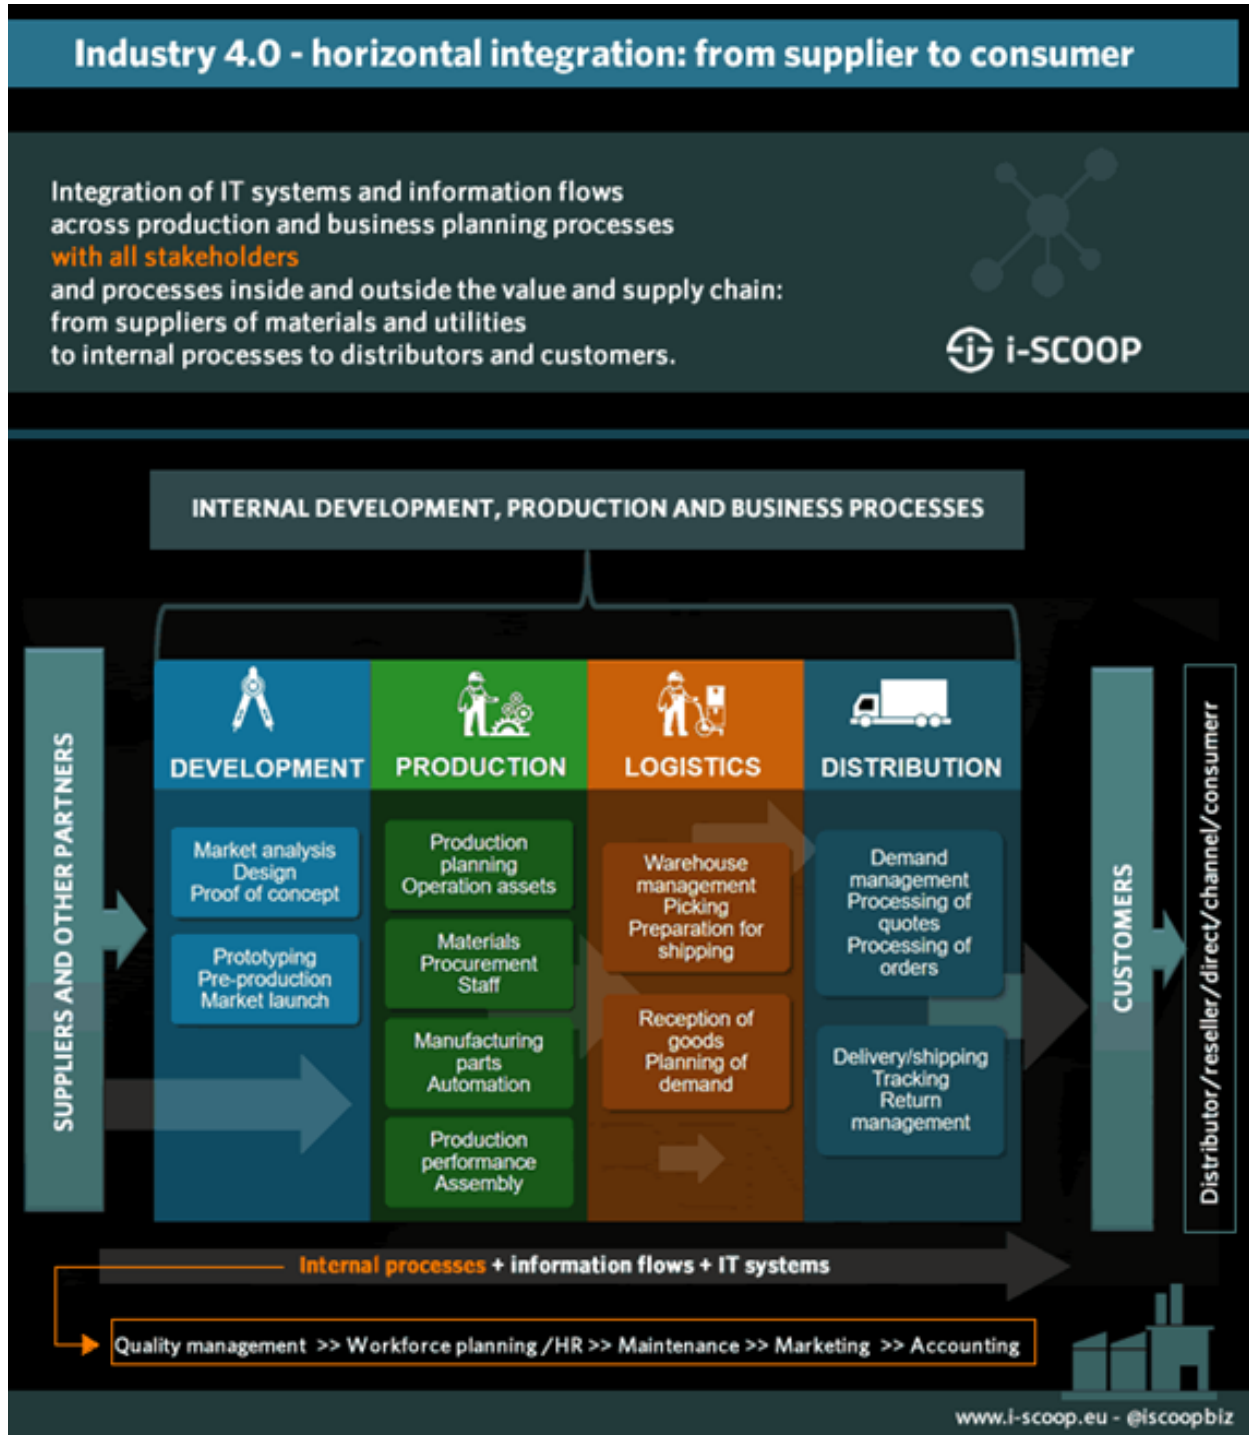 Industry 4.0 - horizontal integration: from supplier to consumer
Integration of IT systems and information flows
across production and business planning processes
with all stakeholders
and processes inside and outside the value and supply chain:
from suppliers of materials and utilities
to internal processes to distributors and customers.
i-SCOOP
INTERNAL DEVELOPMENT, PRODUCTION AND BUSINESS PROCESSES
SUPPLIERS AND OTHER PARTNERS
DEVELOPMENT
Market analysis
Design
Proof of concept
Prototyping
Pre-production
Market launch
PRODUCTION
Production
planning
Operation assets
Materials
Procurement
Staff
Manufacturing
parts
Automation
Production
performance
Assembly
LOGISTICS
Warehouse
management
Picking
Preparation for
shipping
Reception of
goods
Planning of
demand
DISTRIBUTION
Demand
management
Processing of
quotes
Processing of
orders
Delivery/shipping
Tracking
Return
management
CUSTOMERS
Distributor/reseller/direct/channel/consumerr
Internal processes + information flows + IT systems
Quality management >> Workforce planning /HR >> Maintenance >> Marketing >> Accounting
www.i-scoop.eu - @iscoopbiz